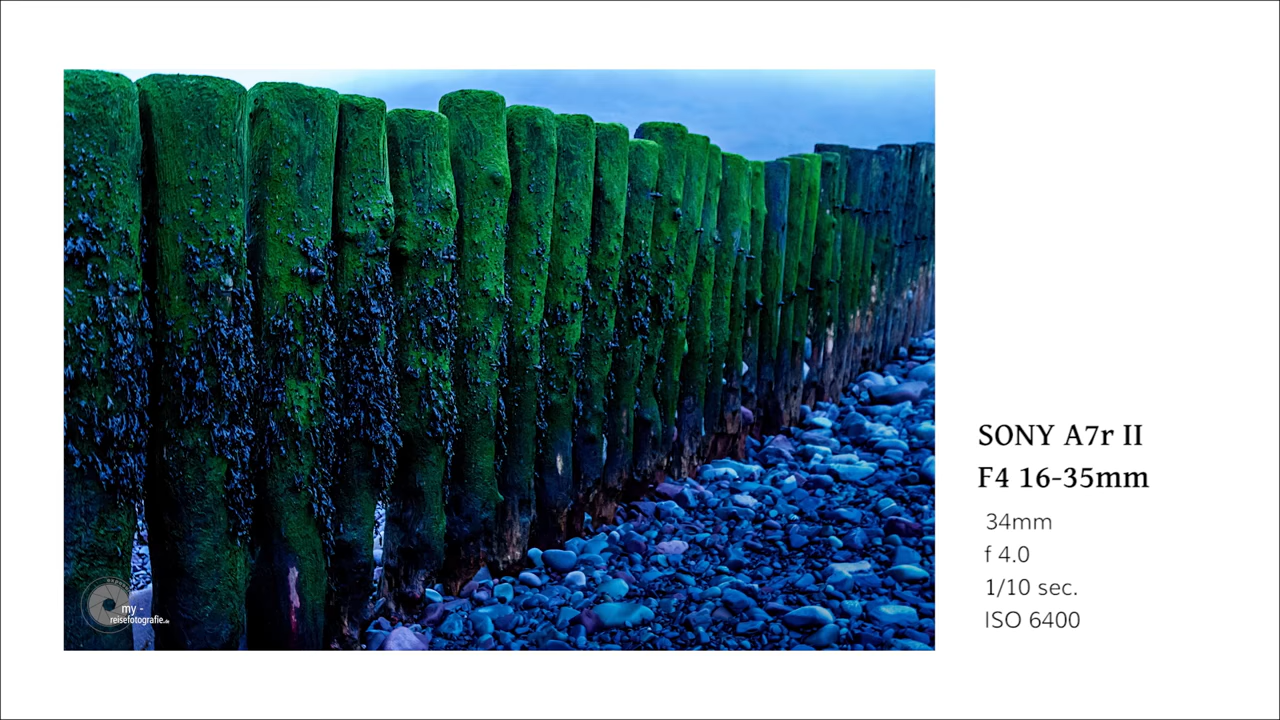 my -
reisefotografie.de
SONY A7r II
F4 16-35mm
34mm
f 4.0
1/10 sec.
ISO 6400